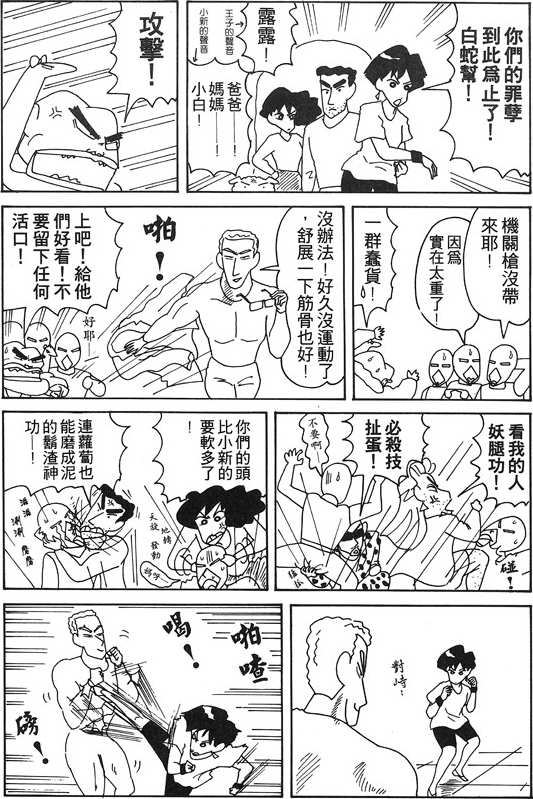 你們的罪孽
到此為止了！
白蛇幫！
露露！
王子的聲音
小新的聲音
爸爸——！
媽媽——！
小白！
攻擊！
機關槍沒帶
來耶！
因為
實在太重了！
一群蠢貨！
沒辦法！好久沒運動了
，舒展一下筋骨也好！
啪！
上吧！給他
們好看！不
要留下任何
活口！
好耶——
看我的人
妖腿功！
碰！
必殺技
扯蛋！
不要啊！
你們的頭
比小新的
要軟多了
！
天旋地轉
發動
連蘿蔔也
能磨成泥
的鬍渣神
功——！
對峙…
啪喳
喝！
磅！